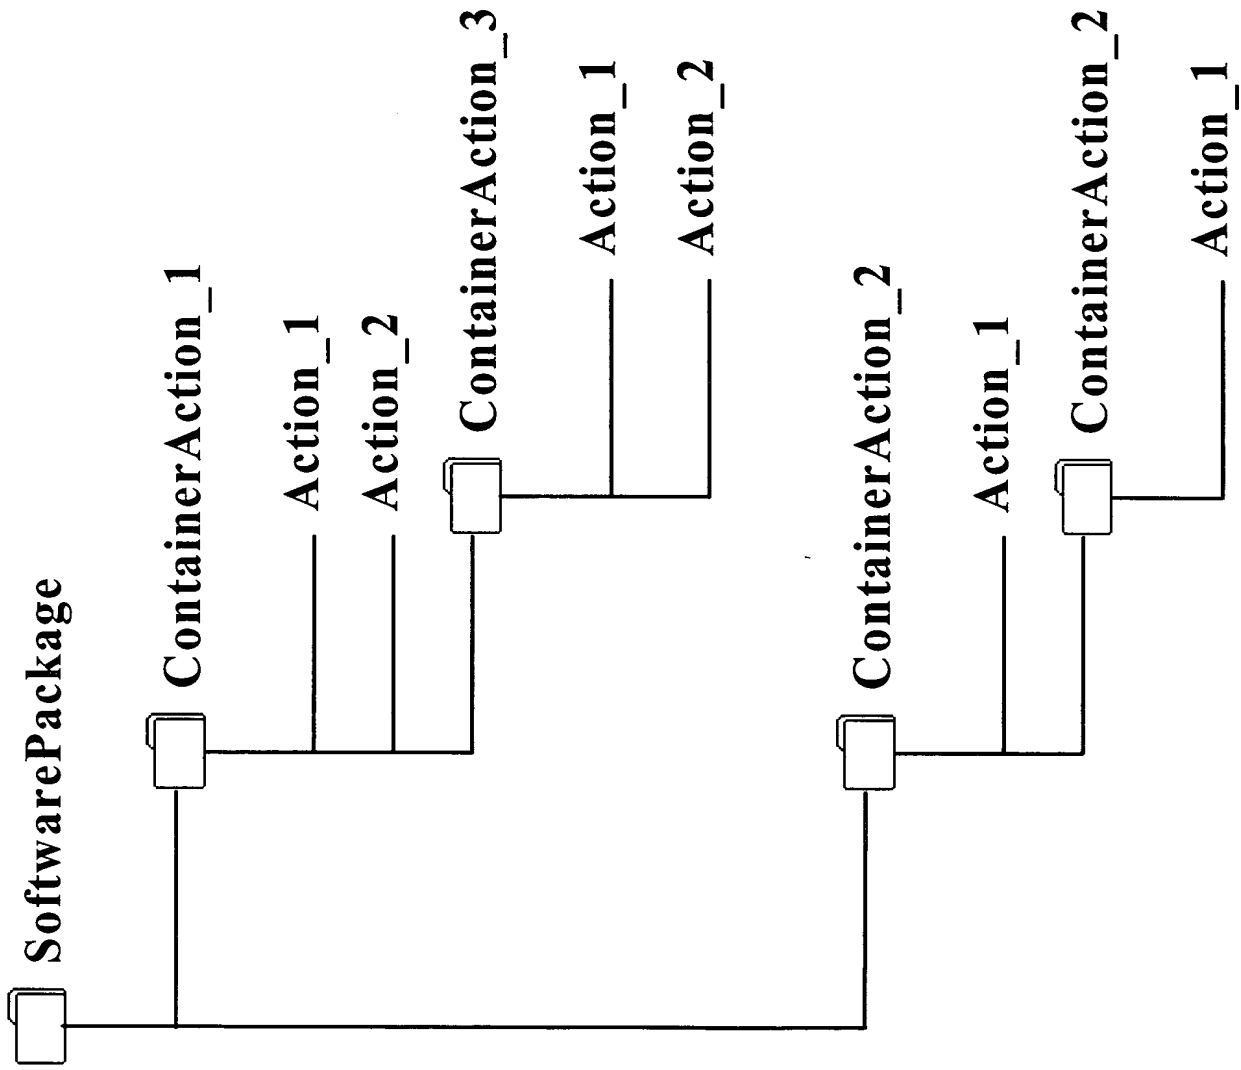 SoftwarePackage
ContainerAction_1
Action_1
Action_2
ContainerAction_3
Action_1
Action_2
ContainerAction_2
Action_1
ContainerAction_2
Action_1